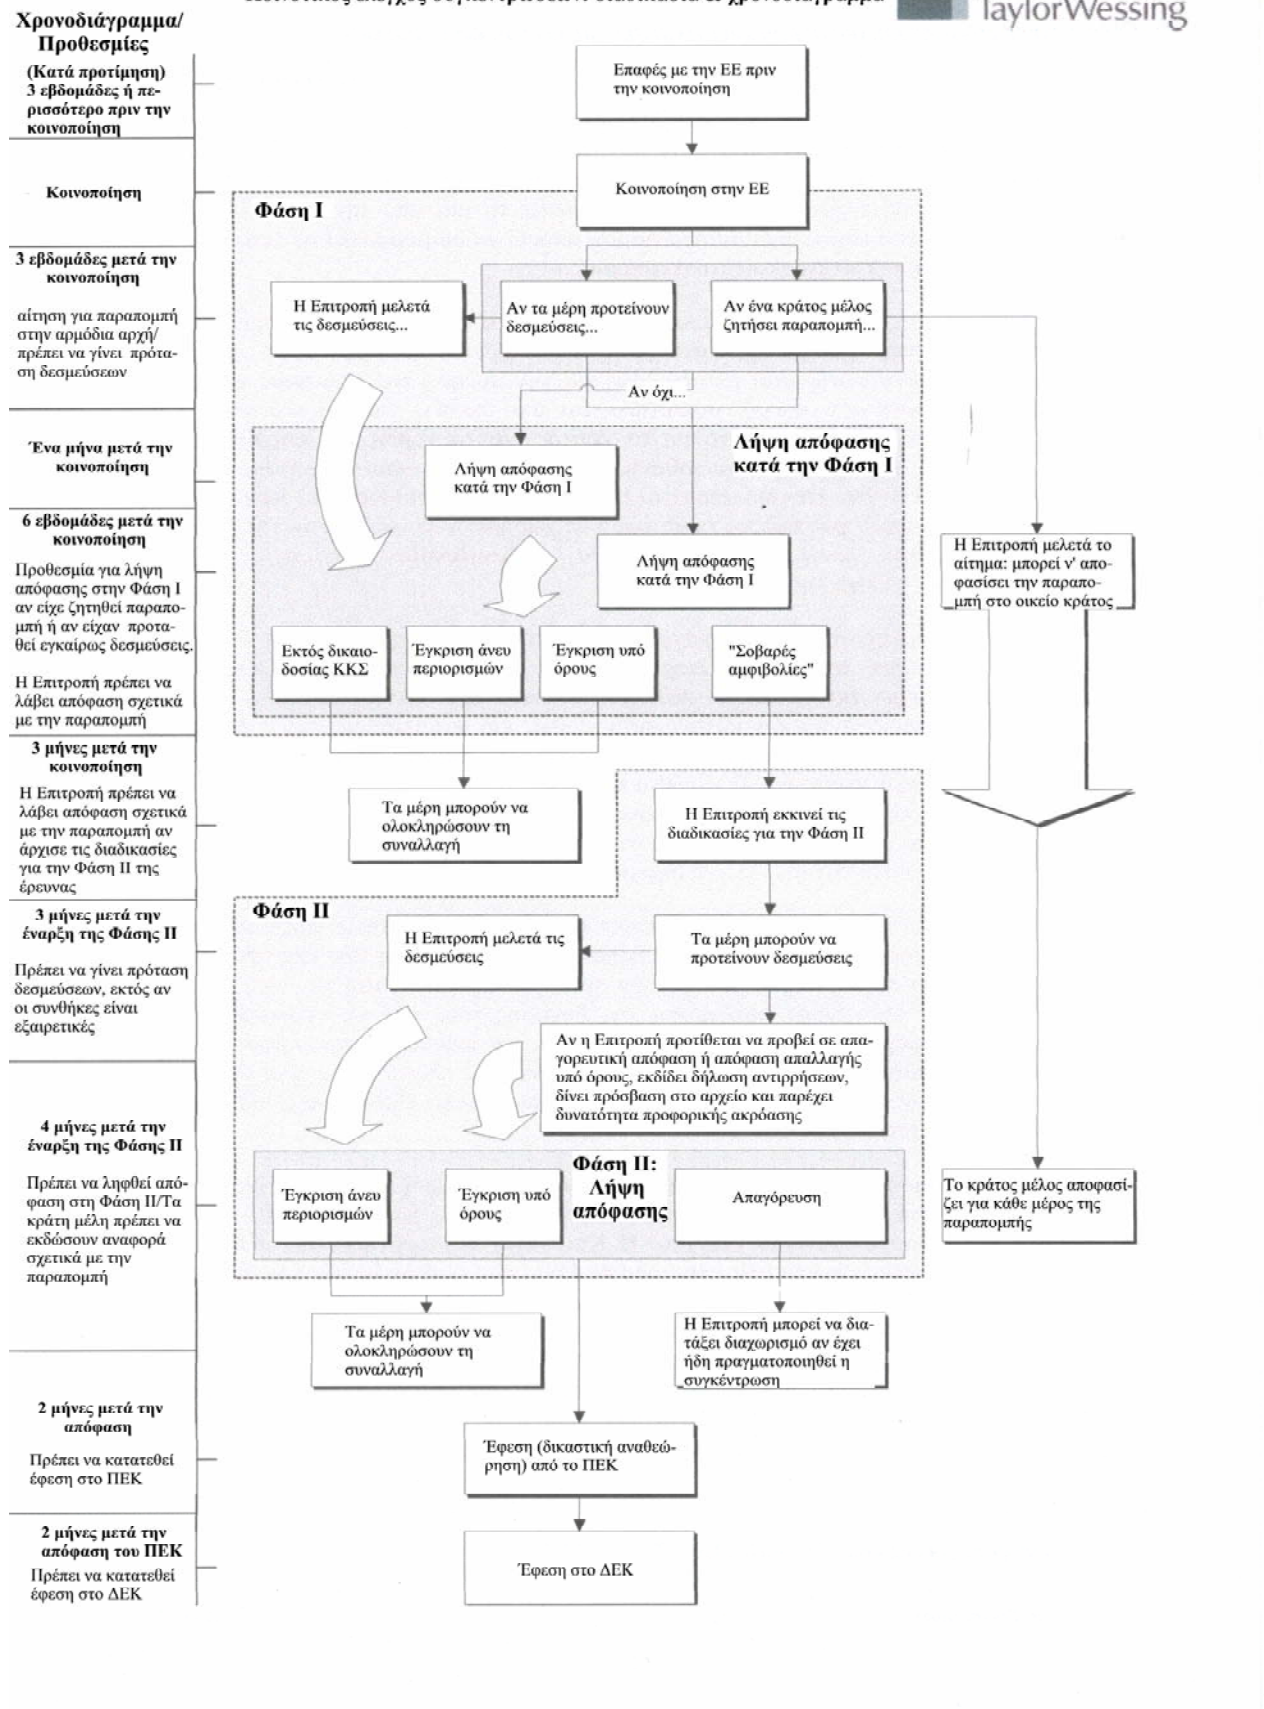 Κοινοτικός έλεγχος συγκεντρώσεων: διαδικασία & χρονοδιάγραμμα
TaylorWessing
Χρονοδιάγραμμα/
Προθεσμίες
(Κατά προτίμηση)
3 εβδομάδες ή πε-
ρισσότερο πριν την
κοινοποίηση
Επαφές με την ΕΕ πριν
την κοινοποίηση
Κοινοποίηση
Κοινοποίηση στην ΕΕ
Φάση Ι
3 εβδομάδες μετά την
κοινοποίηση
αίτηση για παραπομπή
στην αρμόδια αρχή/
πρέπει να γίνει πρότα-
ση δεσμεύσεων
Η Επιτροπή μελετά
τις δεσμεύσεις...
Αν τα μέρη προτείνουν
δεσμεύσεις...
Αν ένα κράτος μέλος
ζητήσει παραπομπή...
Αν όχι...
Ένα μήνα μετά την
κοινοποίηση
Λήψη απόφασης
κατά την Φάση Ι
Λήψη απόφασης
κατά την Φάση Ι
6 εβδομάδες μετά την
κοινοποίηση
Προθεσμία για λήψη
απόφασης στην Φάση Ι
αν είχε ζητηθεί παραπο-
μπή ή αν είχαν προτα-
θεί εγκαίρως δεσμεύσεις.
Η Επιτροπή πρέπει να
λάβει απόφαση σχετικά
με την παραπομπή
Λήψη απόφασης
κατά την Φάση Ι
Η Επιτροπή μελετά το
αίτημα: μπορεί ν' απο-
φασίσει την παραπο-
μπή στο οικείο κράτος
Εκτός δικαιο-
δοσίας ΚΚΣ
Έγκριση άνευ
περιορισμών
Έγκριση υπό
όρους
"Σοβαρές
αμφιβολίες"
3 μήνες μετά την
κοινοποίηση
Η Επιτροπή πρέπει να
λάβει απόφαση σχετικά
με την παραπομπή αν
άρχισε τις διαδικασίες
για την Φάση ΙΙ της
έρευνας
Τα μέρη μπορούν να
ολοκληρώσουν τη
συναλλαγή
Η Επιτροπή εκκινεί τις
διαδικασίες για την Φάση ΙΙ
Φάση ΙΙ
3 μήνες μετά την
έναρξη της Φάσης ΙΙ
Πρέπει να γίνει πρόταση
δεσμεύσεων, εκτός αν
οι συνθήκες είναι
εξαιρετικές
Η Επιτροπή μελετά τις
δεσμεύσεις
Τα μέρη μπορούν να
προτείνουν δεσμεύσεις
Αν η Επιτροπή προτίθεται να προβεί σε απα-
γορευτική απόφαση ή απόφαση απαλλαγής
υπό όρους, εκδίδει δήλωση αντιρρήσεων,
δίνει πρόσβαση στο αρχείο και παρέχει
δυνατότητα προφορικής ακρόασης
4 μήνες μετά την
έναρξη της Φάσης ΙΙ
Πρέπει να ληφθεί από-
φαση στη Φάση ΙΙ/Τα
κράτη μέλη πρέπει να
εκδώσουν αναφορά
σχετικά με την
παραπομπή
Έγκριση άνευ
περιορισμών
Έγκριση υπό
όρους
Φάση ΙΙ:
Λήψη
απόφασης
Απαγόρευση
Το κράτος μέλος αποφασί-
ζει για κάθε μέρος της
παραπομπής
Τα μέρη μπορούν να
ολοκληρώσουν τη
συναλλαγή
Η Επιτροπή μπορεί να δια-
τάξει διαχωρισμό αν έχει
ήδη πραγματοποιηθεί η
συγκέντρωση
2 μήνες μετά την
απόφαση
Πρέπει να κατατεθεί
έφεση στο ΠΕΚ
Έφεση (δικαστική αναθεώ-
ρηση) από το ΠΕΚ
2 μήνες μετά την
απόφαση του ΠΕΚ
Πρέπει να κατατεθεί
έφεση στο ΔΕΚ
Έφεση στο ΔΕΚ